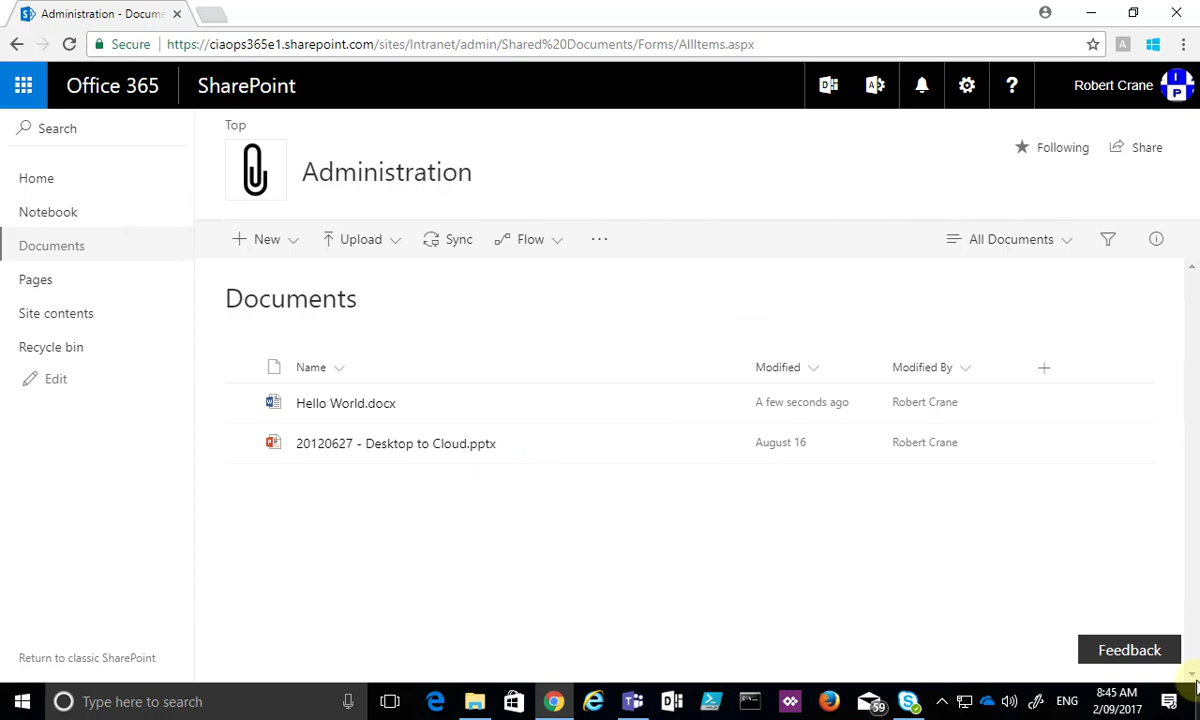 Administration - Docume
Secure
https://ciaops365e1.sharepoint.com/sites/Intranet/admin/Shared%20Documents/Forms/AllItems.aspx
A
Office 365
SharePoint
Robert Crane
I
P
Search
Home
Notebook
Documents
Pages
Site contents
Recycle bin
Edit
Return to classic SharePoint
Top
Administration
Following
Share
New
Upload
Sync
Flow
All Documents
Documents
Name
Modified
Modified By
Hello World.docx
A few seconds ago
Robert Crane
20120627 - Desktop to Cloud.pptx
August 16
Robert Crane
Feedback
Type here to search
59
ENG
8:45 AM
2/09/2017